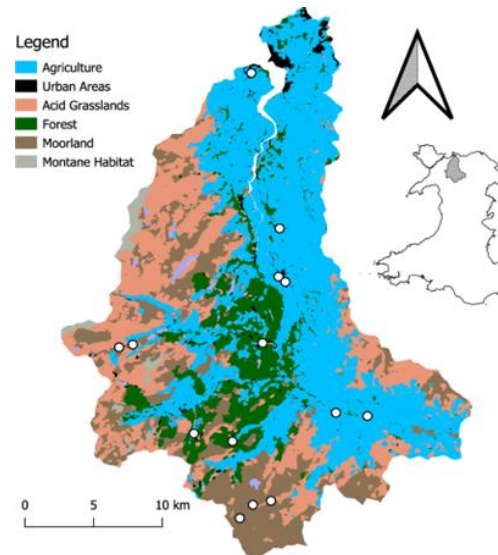 Legend
Agriculture
Urban Areas
Acid Grasslands
Forest
Moorland
Montane Habitat
0 5 10 km